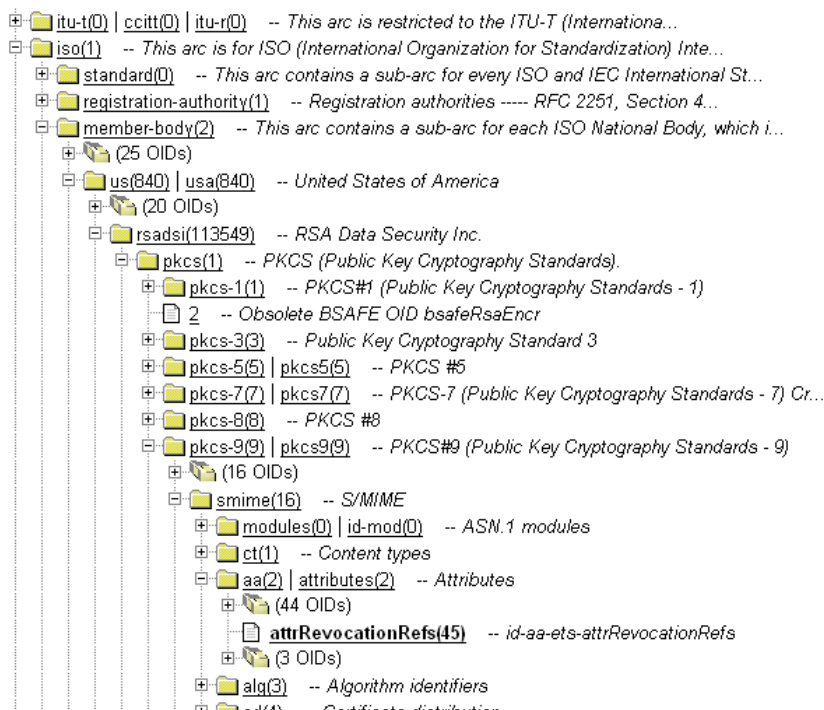 itu-t(0) | ccitt(0) | itu-r(0) -- This arc is restricted to the ITU-T (Internationa...
iso(1) -- This arc is for ISO (International Organization for Standardization) Inte...
standard(0) -- This arc contains a sub-arc for every ISO and IEC International St...
registration-authority(1) -- Registration authorities ----- RFC 2251, Section 4...
member-body(2) -- This arc contains a sub-arc for each ISO National Body, which i...
(25 OIDs)
us(840) | usa(840) -- United States of America
(20 OIDs)
rsadsi(113549) -- RSA Data Security Inc.
pkcs(1) -- PKCS (Public Key Cryptography Standards).
pkcs-1(1) -- PKCS#1 (Public Key Cryptography Standards - 1)
2 -- Obsolete BSAFE OID bsafeRsaEncr
pkcs-3(3) -- Public Key Cryptography Standard 3
pkcs-5(5) | pkcs5(5) -- PKCS #5
pkcs-7(7) | pkcs7(7) -- PKCS-7 (Public Key Cryptography Standards - 7) Cr...
pkcs-8(8) -- PKCS #8
pkcs-9(9) | pkcs9(9) -- PKCS#9 (Public Key Cryptography Standards - 9)
(16 OIDs)
smime(16) -- S/MIME
modules(0) | id-mod(0) -- ASN.1 modules
ct(1) -- Content types
aa(2) | attributes(2) -- Attributes
(44 OIDs)
attrRevocationRefs(45) -- id-aa-ets-attrRevocationRefs
(3 OIDs)
alg(3) -- Algorithm identifiers
cd(4) -- Certificate distribution